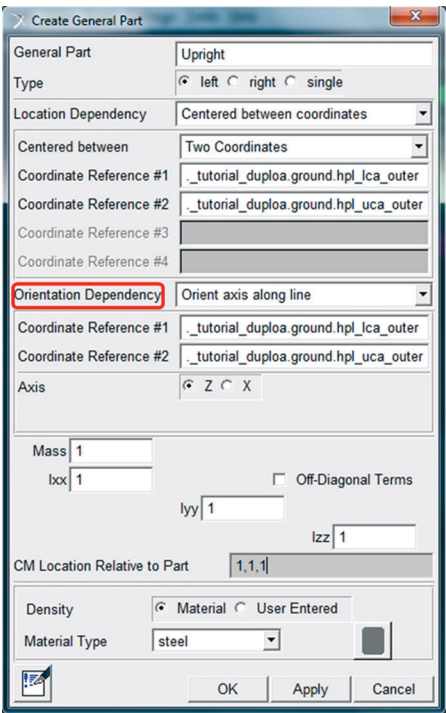 Create General Part
General Part Upright
Type left right single
Location Dependency Centered between coordinates
Centered between Two Coordinates
Coordinate Reference #1 ._tutorial_duploa.ground.hpl_lca_outer
Coordinate Reference #2 ._tutorial_duploa.ground.hpl_uca_outer
Coordinate Reference #3
Coordinate Reference #4
Orientation Dependency Orient axis along line
Coordinate Reference #1 ._tutorial_duploa.ground.hpl_lca_outer
Coordinate Reference #2 ._tutorial_duploa.ground.hpl_uca_outer
Axis Z X
Mass 1
Ixx 1 Off-Diagonal Terms
Iyy 1
Izz 1
CM Location Relative to Part 1,1,1
Density Material User Entered
Material Type steel
OK Apply Cancel